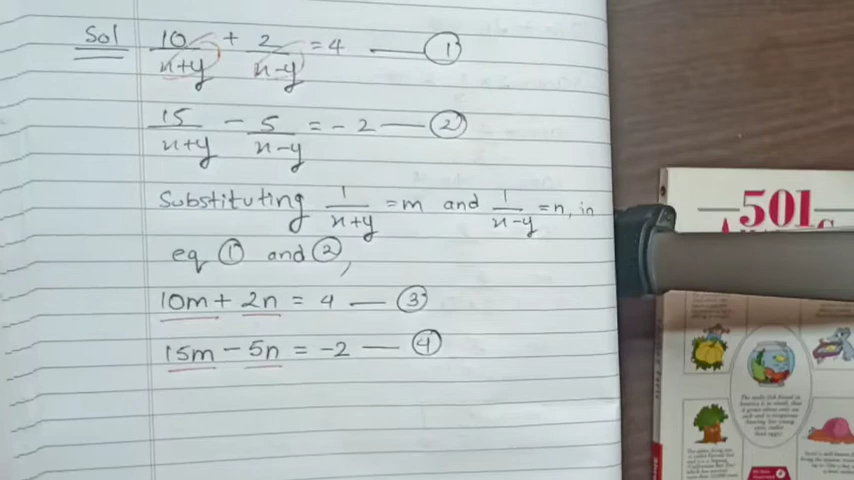 Sol 10/x+y + 2/x-y = 4 — ①
15/x+y - 5/x-y = -2 — ②
Substituting 1/x+y = m and 1/x-y = n, in
eq ① and ②,
10m + 2n = 4 — ③
15m - 5n = -2 — ④
501